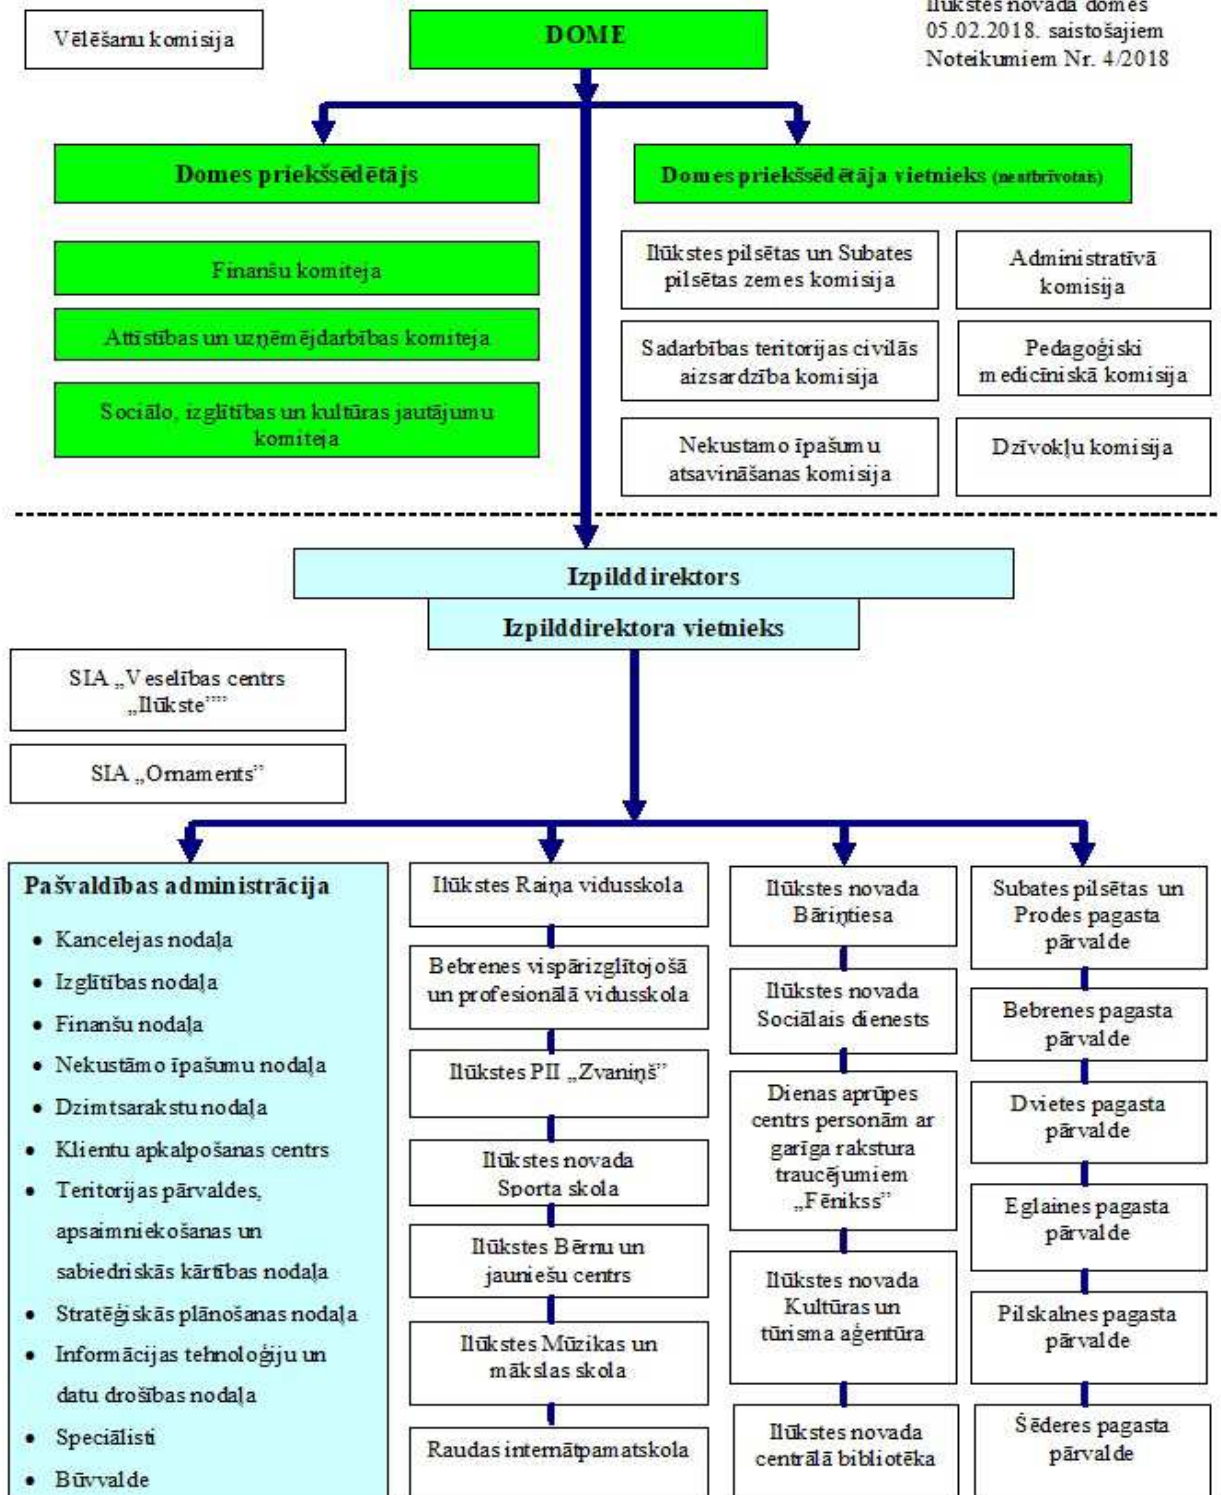 Vēlēšanu komisija
DOME
Ilūkstes novada domes
05.02.2018. saistošajiem
Noteikumiem Nr. 4/2018
Domes priekšsēdētājs
Domes priekšsēdētāja vietnieks (neatbrīvotais)
Finanšu komiteja
Attīstības un uzņēmējdarbības komiteja
Sociālo, izglītības un kultūras jautājumu
komiteja
Ilūkstes pilsētas un Subates
pilsētas zemes komisija
Administratīvā
komisija
Sadarbības teritorijas civilās
aizsardzība komisija
Pedagoģiski
medicīniskā komisija
Nekustamo īpašumu
atsavināšanas komisija
Dzīvokļu komisija
Izpilddirektors
Izpilddirektora vietnieks
SIA „Veselības centrs
„Ilūkste””
SIA „Ornaments”
Pašvaldības administrācija
• Kancelejas nodaļa
• Izglītības nodaļa
• Finanšu nodaļa
• Nekustāmo īpašumu nodaļa
• Dzimtsarakstu nodaļa
• Klientu apkalpošanas centrs
• Teritorijas pārvaldes,
apsaimniekošanas un
sabiedriskās kārtības nodaļa
• Stratēģiskās plānošanas nodaļa
• Informācijas tehnoloģiju un
datu drošības nodaļa
• Speciālisti
• Būvvalde
Ilūkstes Raiņa vidusskola
Bebrenes vispārizglītojošā
un profesionālā vidusskola
Ilūkstes PII „Zvaniņš”
Ilūkstes novada
Sporta skola
Ilūkstes Bērnu un
jauniešu centrs
Ilūkstes Mūzikas un
mākslas skola
Raudas internātpamatskola
Ilūkstes novada
Bāriņtiesa
Ilūkstes novada
Sociālais dienests
Dienas aprūpes
centrs personām ar
garīga rakstura
traucējumiem
„Fēnikss”
Ilūkstes novada
Kultūras un
tūrisma aģentūra
Ilūkstes novada
centrālā bibliotēka
Subates pilsētas un
Prodes pagasta
pārvalde
Bebrenes pagasta
pārvalde
Dvietes pagasta
pārvalde
Eglaines pagasta
pārvalde
Pilskalnes pagasta
pārvalde
Šēderes pagasta
pārvalde